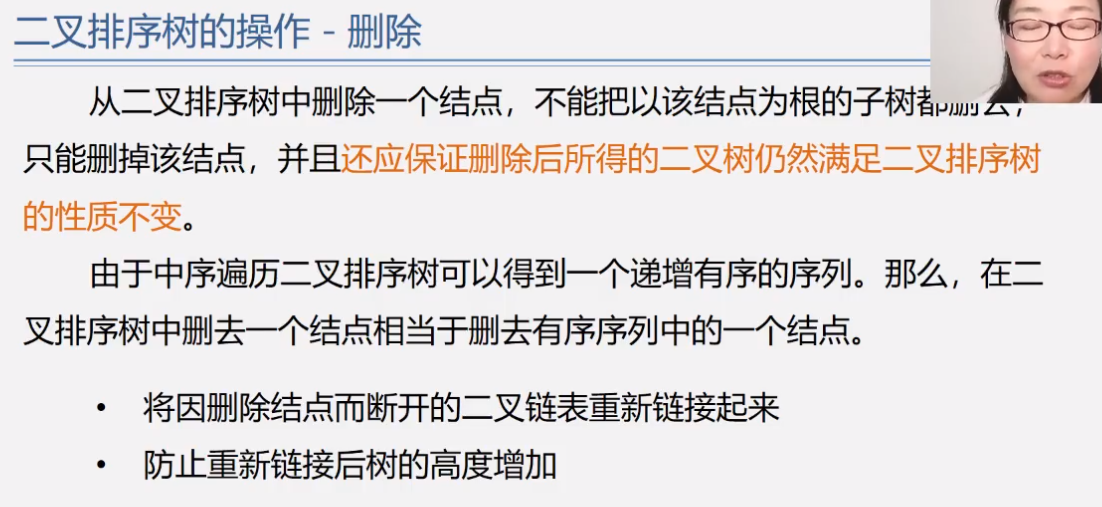 二叉排序树的操作 - 删除
从二叉排序树中删除一个结点，不能把以该结点为根的子树都删去，
只能删掉该结点，并且还应保证删除后所得的二叉树仍然满足二叉排序树
的性质不变。
由于中序遍历二叉排序树可以得到一个递增有序的序列。那么，在二
叉排序树中删去一个结点相当于删去有序序列中的一个结点。
• 将因删除结点而断开的二叉链表重新链接起来
• 防止重新链接后树的高度增加